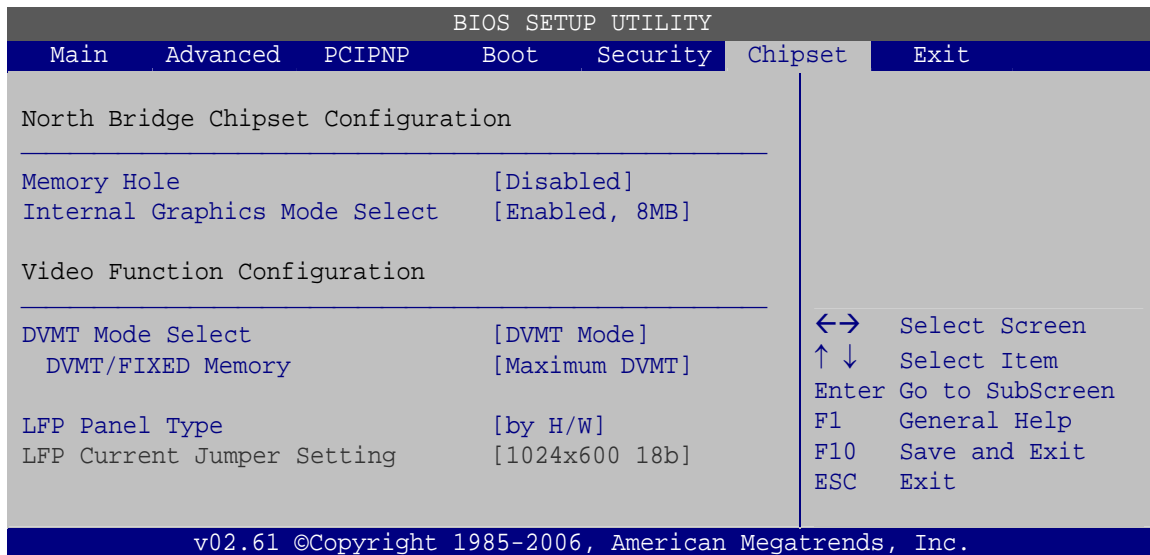 BIOS SETUP UTILITY
Main Advanced PCIPNP Boot Security Chipset Exit
North Bridge Chipset Configuration
Memory Hole [Disabled]
Internal Graphics Mode Select [Enabled, 8MB]
Video Function Configuration
DVMT Mode Select [DVMT Mode]
DVMT/FIXED Memory [Maximum DVMT]
LFP Panel Type [by H/W]
LFP Current Jumper Setting [1024x600 18b]
←→ Select Screen
↑ ↓ Select Item
Enter Go to SubScreen
F1 General Help
F10 Save and Exit
ESC Exit
v02.61 ©Copyright 1985-2006, American Megatrends, Inc.